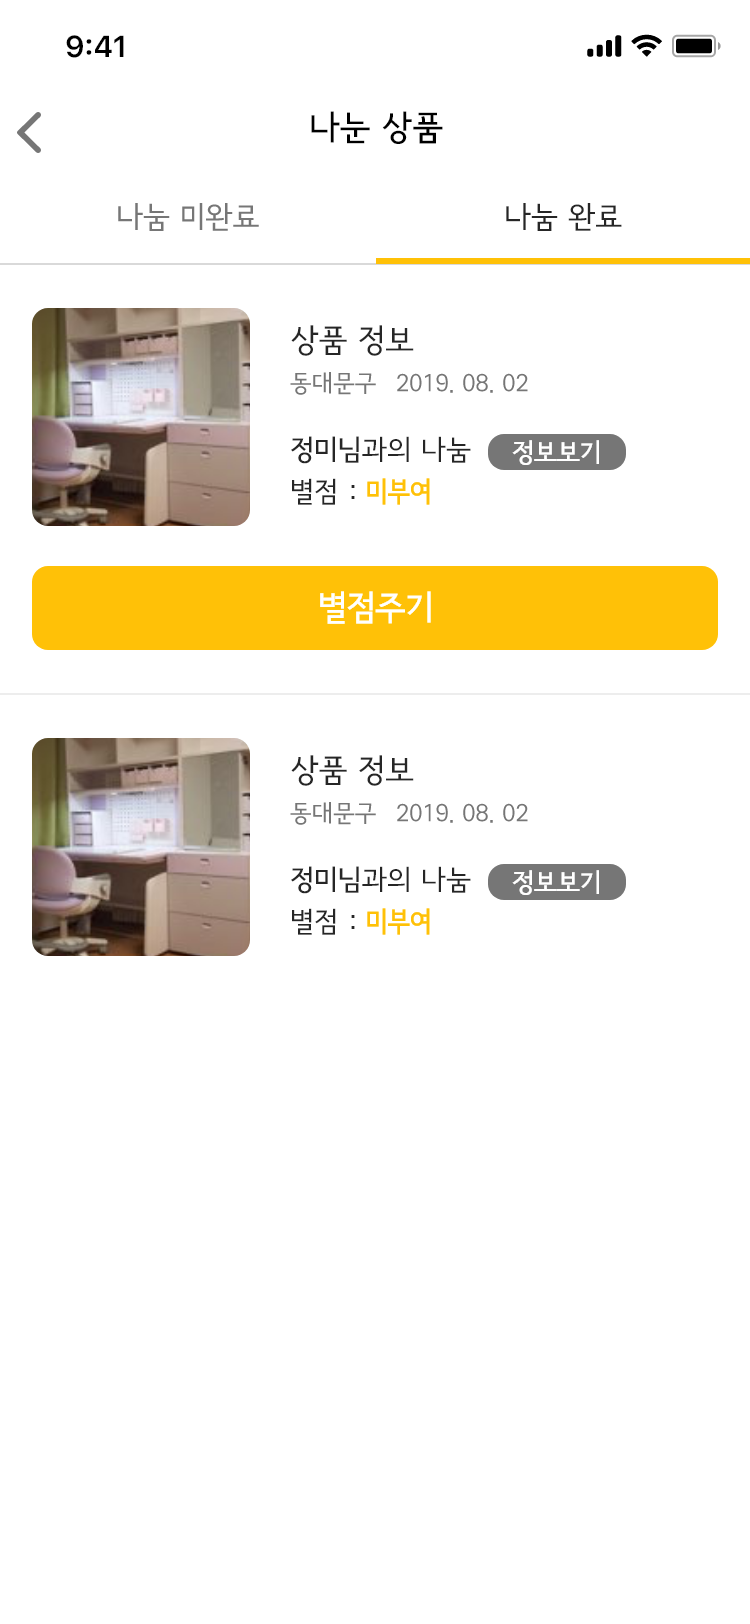 9:41
나눈 상품
나눔 미완료
나눔 완료
상품 정보
동대문구 2019. 08. 02
정미님과의 나눔 정보보기
별점 : 미부여
별점주기
상품 정보
동대문구 2019. 08. 02
정미님과의 나눔 정보보기
별점 : 미부여